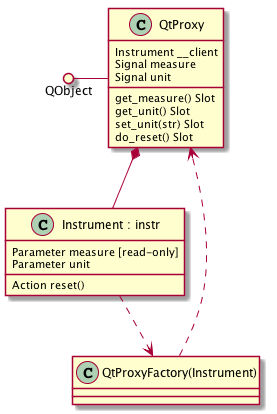 C QtProxy
Instrument __client
Signal measure
Signal unit
QObject
get_measure() Slot
get_unit() Slot
set_unit(str) Slot
do_reset() Slot
C Instrument : instr
Parameter measure [read-only]
Parameter unit
Action reset()
C QtProxyFactory(Instrument)